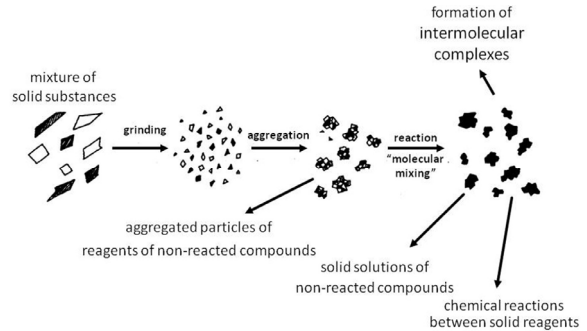 formation of
intermolecular
complexes
mixture of
solid substances
grinding
aggregation
reaction
“molecular
mixing”
aggregated particles of
reagents of non-reacted compounds
solid solutions of
non-reacted compounds
chemical reactions
between solid reagents